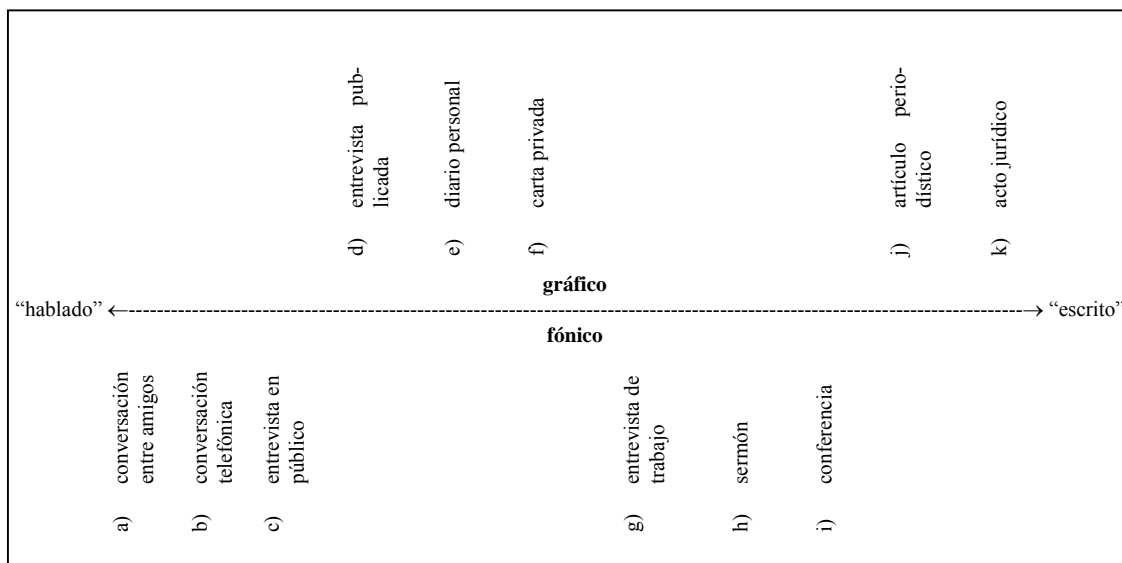 d) entrevista pub-
licada
e) diario personal
f) carta privada
j) artículo perio-
dístico
k) acto jurídico
gráfico
“hablado” ←----------------------------------------------------------------------------------→ “escrito”
fónico
a) conversación
entre amigos
b) conversación
telefónica
c) entrevista en
público
g) entrevista de
trabajo
h) sermón
i) conferencia